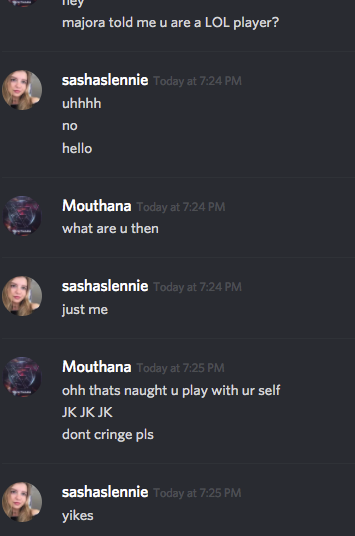 hey
majora told me u are a LOL player?
sashaslennie Today at 7:24 PM
uhhhh
no
hello
Mouthana Today at 7:24 PM
what are u then
sashaslennie Today at 7:24 PM
just me
Mouthana Today at 7:25 PM
ohh thats naught u play with ur self
JK JK JK
dont cringe pls
sashaslennie Today at 7:25 PM
yikes